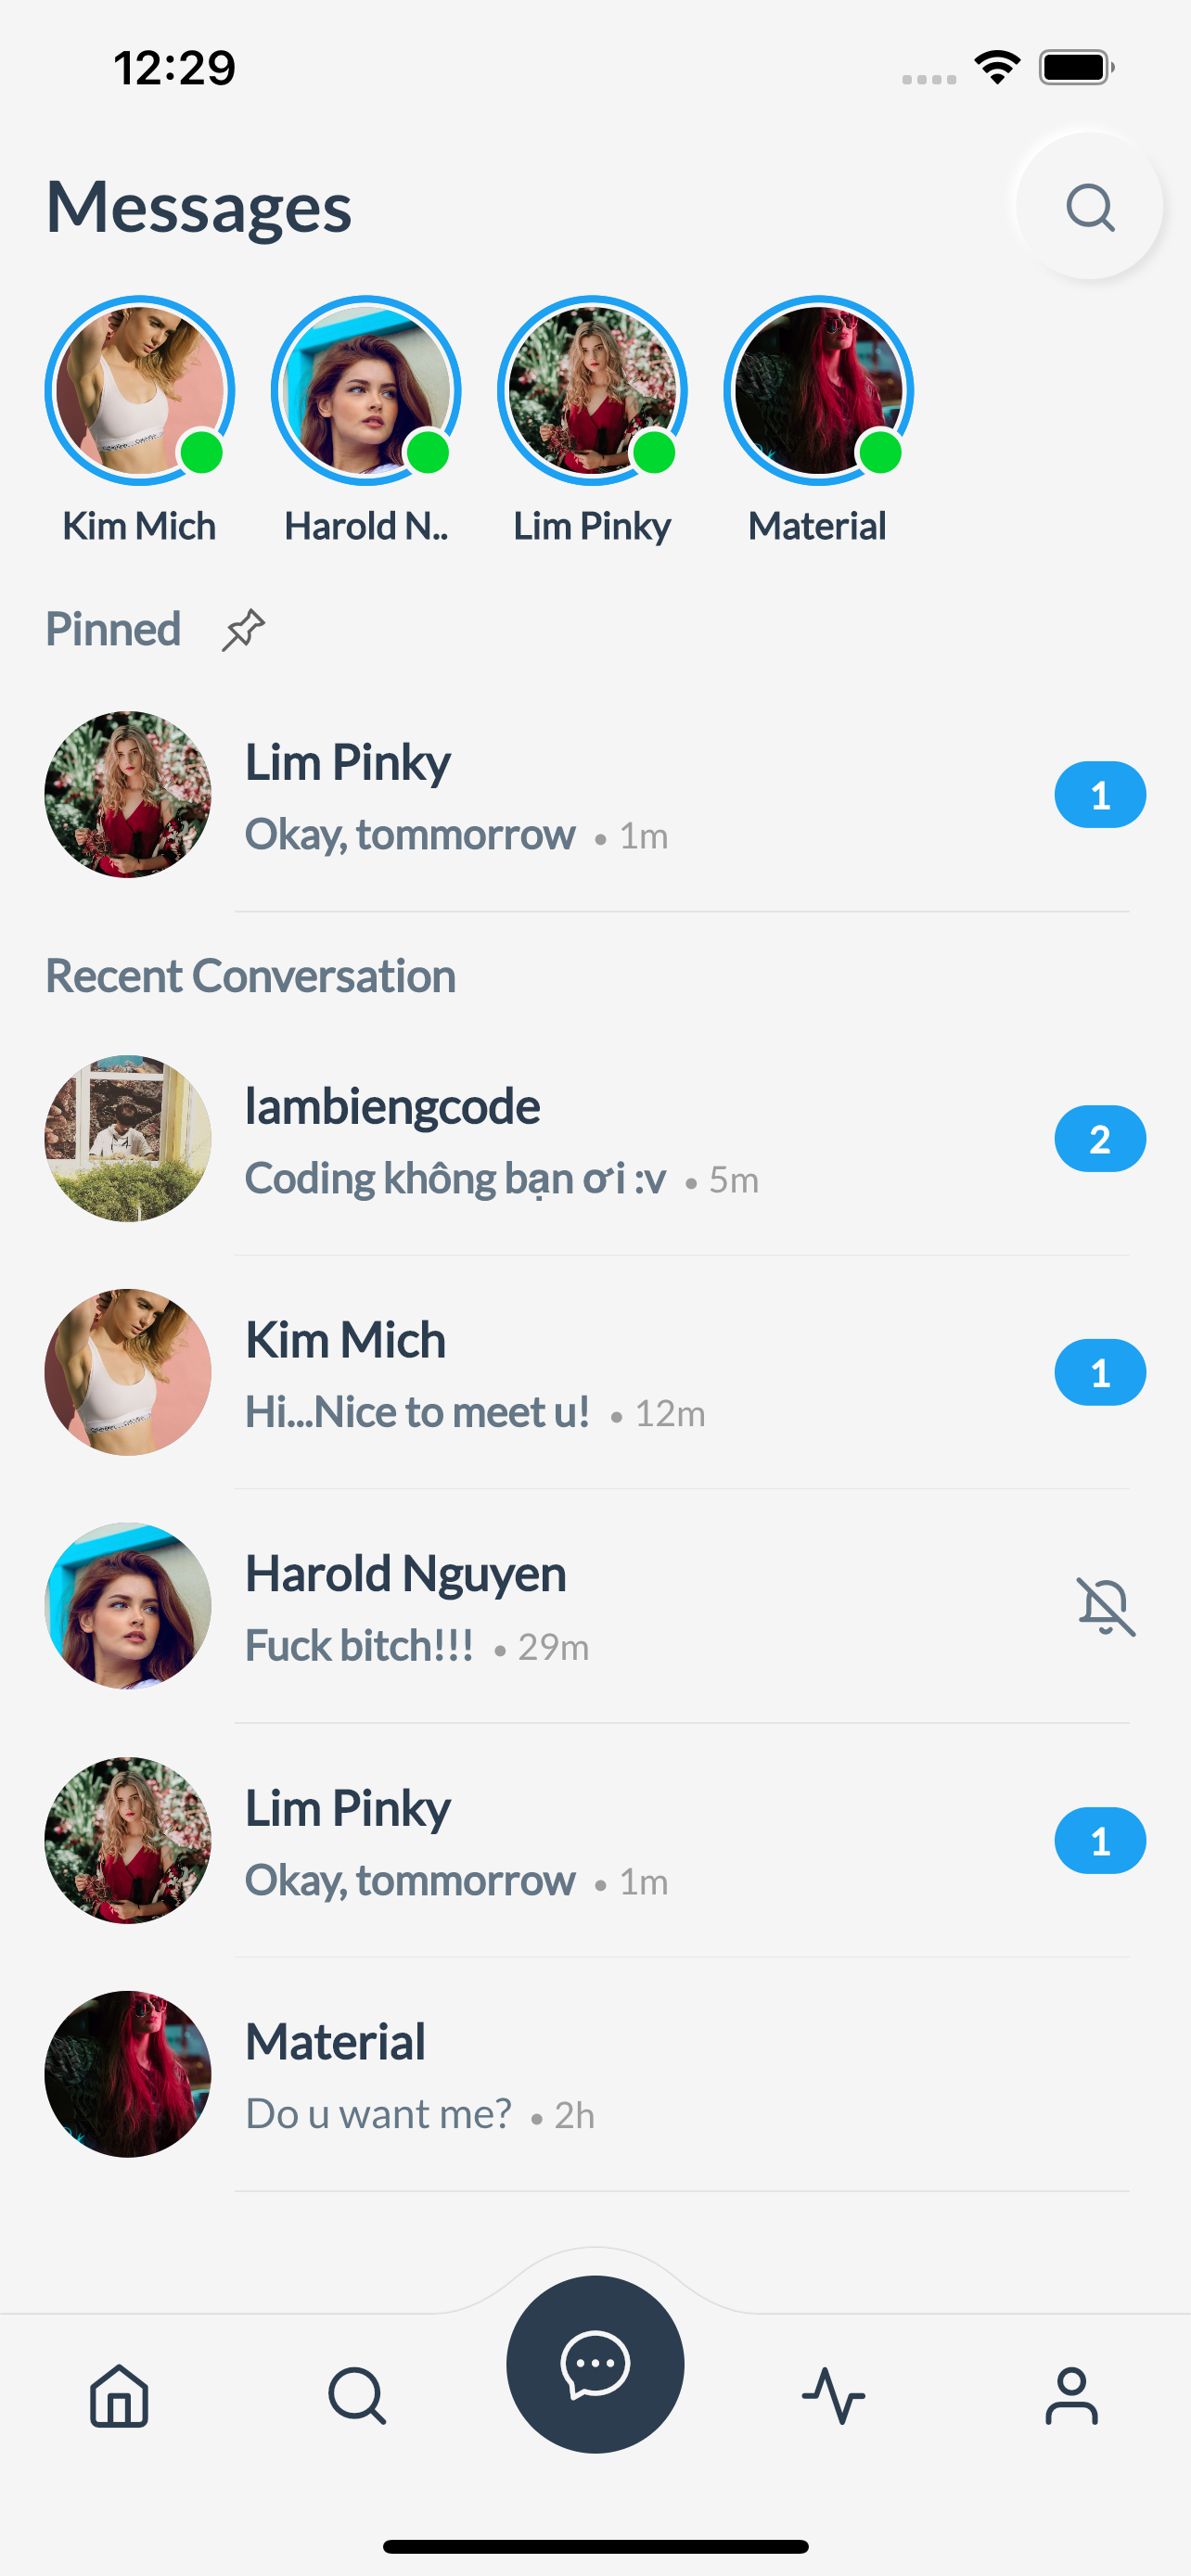 12:29
Messages
Kim Mich
Harold N..
Lim Pinky
Material
Pinned
Lim Pinky
Okay, tommorrow • 1m
1
Recent Conversation
lambiengcode
Coding không bạn ơi :v • 5m
2
Kim Mich
Hi...Nice to meet u! • 12m
1
Harold Nguyen
Fuck bitch!!! • 29m
Lim Pinky
Okay, tommorrow • 1m
1
Material
Do u want me? • 2h